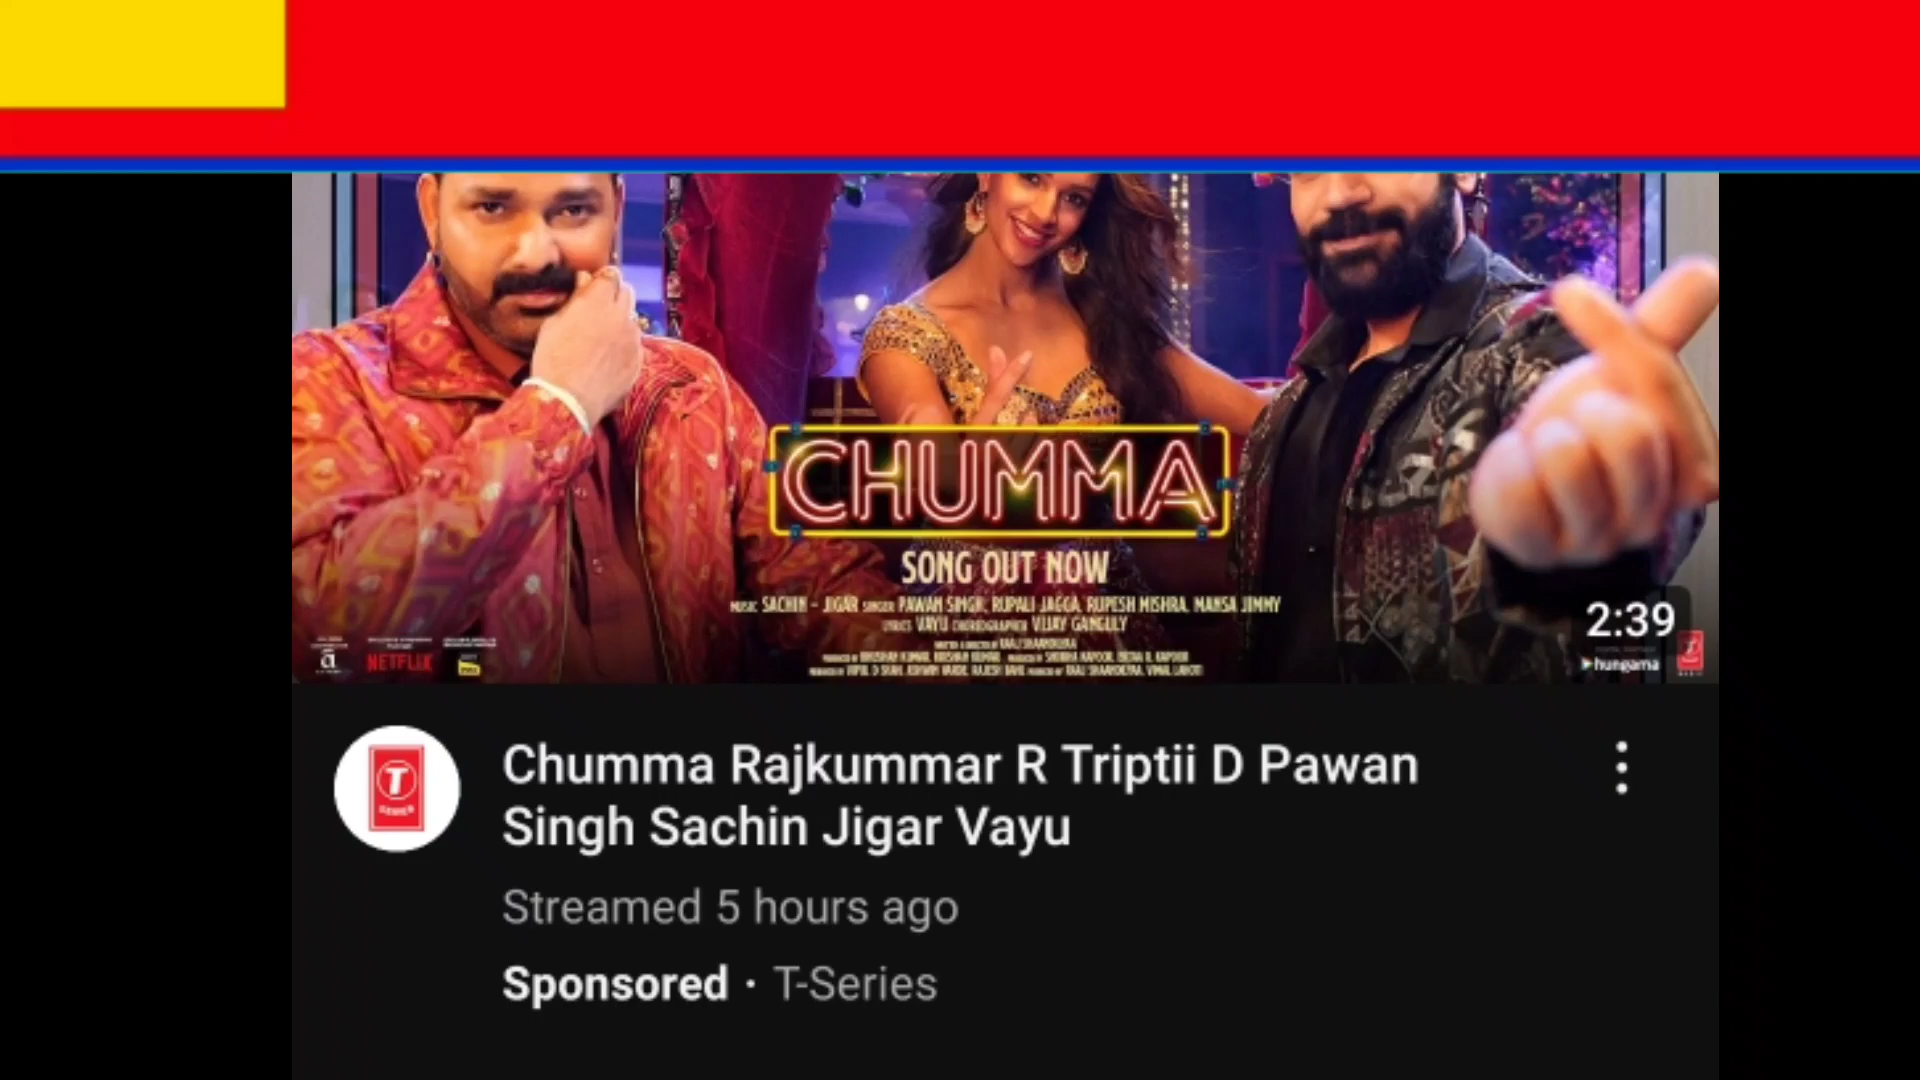 CHUMMA
SONG OUT NOW
MUSIC SACHIN - JIGAR SINGER PAWAN SINGH, RUPALI JAGGA, RUPESH MISHRA, MANSA JIMMY
LYRICS VAYU CHOREOGRAPHER VIJAY GANGULY
NETFLIX
2:39
hungama
T
SERIES
Chumma Rajkummar R Triptii D Pawan
Singh Sachin Jigar Vayu
Streamed 5 hours ago
Sponsored · T-Series